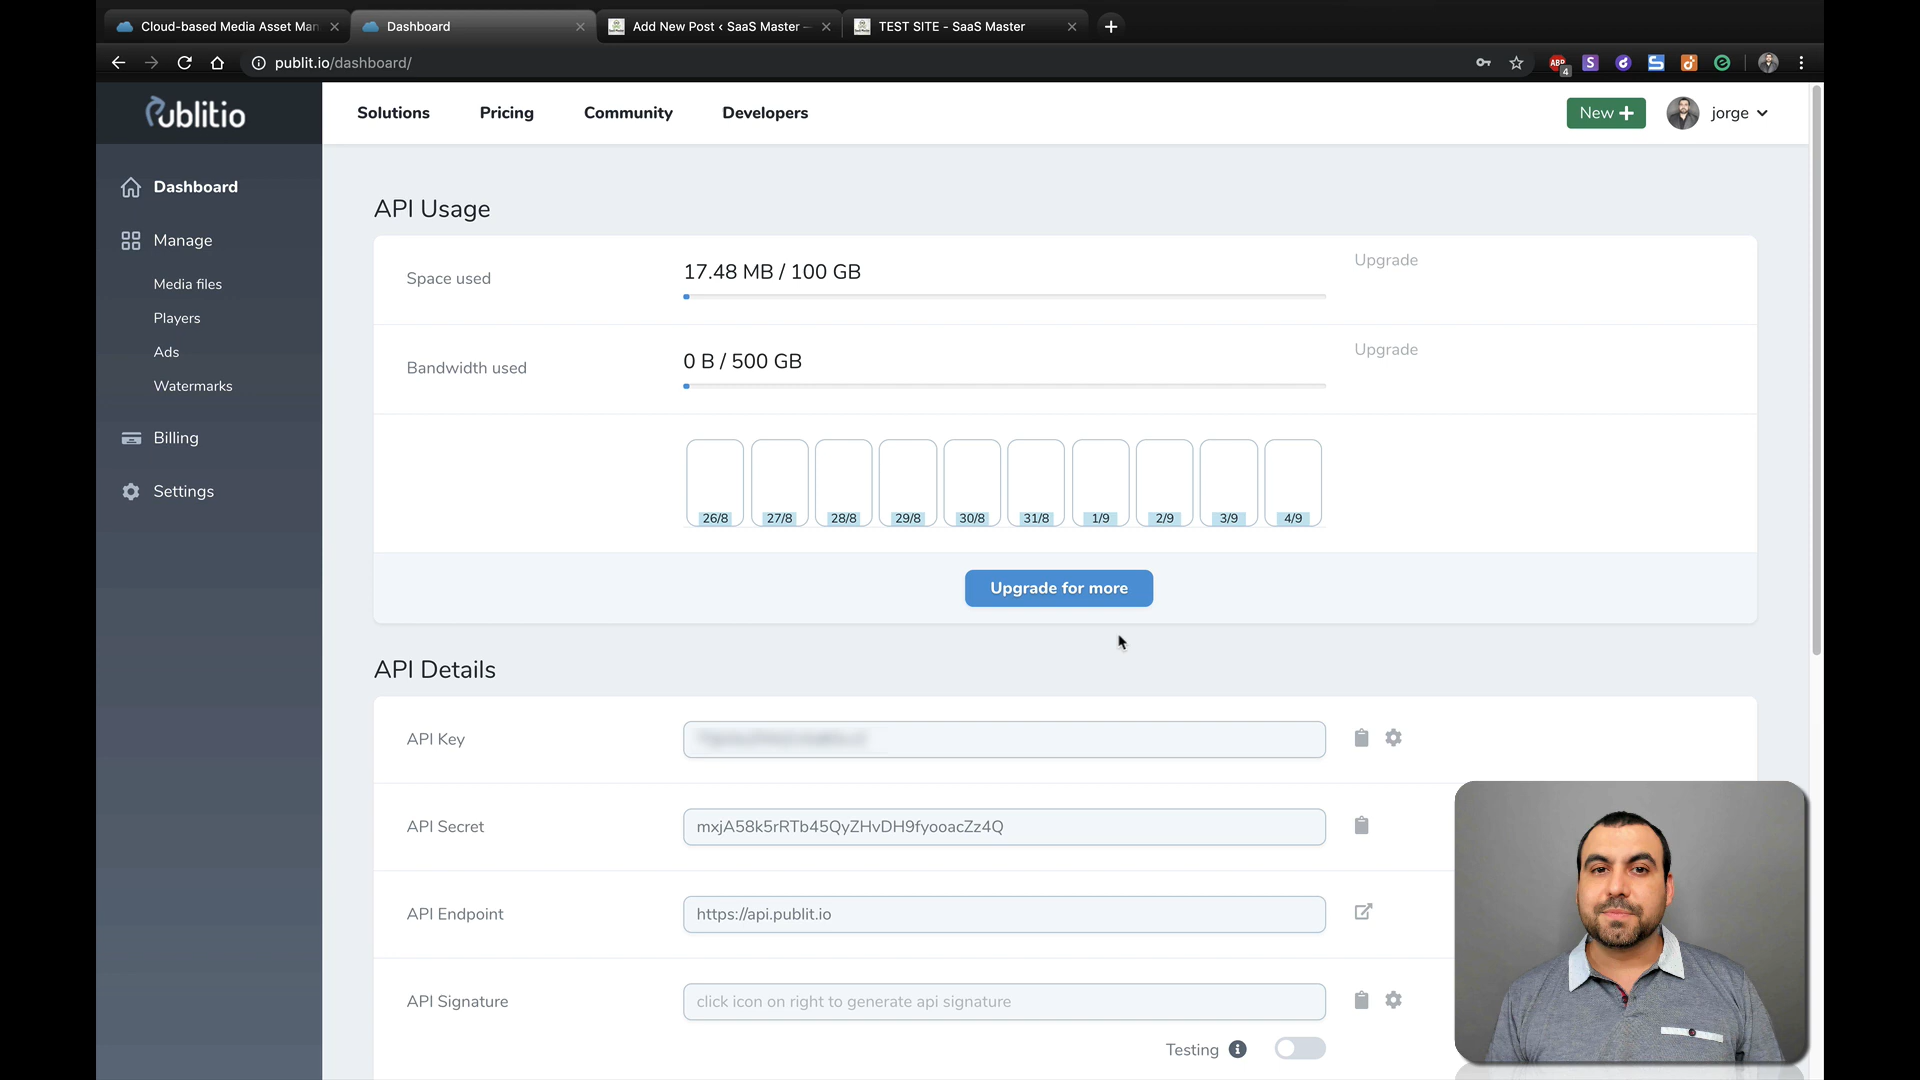 Cloud-based Media Asset Man
Dashboard
Add New Post ‹ SaaS Master —
TEST SITE - SaaS Master
publit.io/dashboard/
ABP
4
Publitio
Solutions
Pricing
Community
Developers
New +
jorge
Dashboard
Manage
Media files
Players
Ads
Watermarks
Billing
Settings
API Usage
Space used
17.48 MB / 100 GB
Upgrade
Bandwidth used
0 B / 500 GB
Upgrade
26/8
27/8
28/8
29/8
30/8
31/8
1/9
2/9
3/9
4/9
Upgrade for more
API Details
API Key
API Secret
mxjA58k5rRTb45QyZHvDH9fyooacZz4Q
API Endpoint
https://api.publit.io
API Signature
click icon on right to generate api signature
Testing